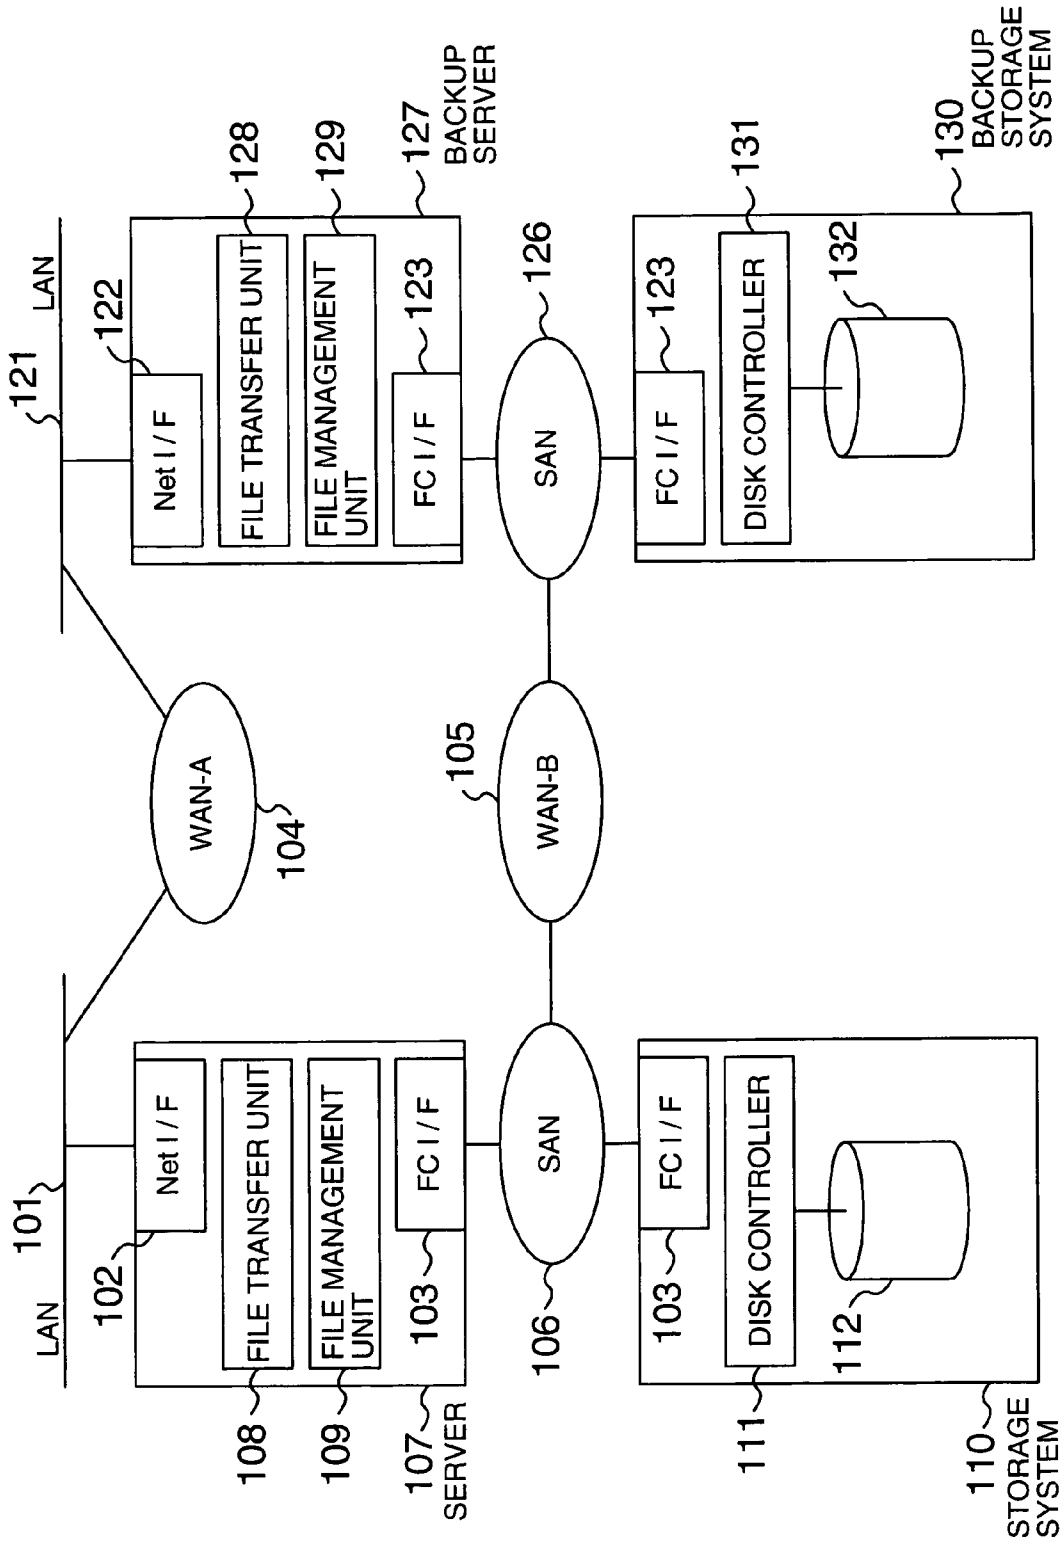 101
LAN
102
Net I / F
108
FILE TRANSFER UNIT
109
FILE MANAGEMENT
UNIT
103
FC I / F
107
SERVER
106
SAN
103
FC I / F
111
DISK CONTROLLER
112
110
STORAGE
SYSTEM
WAN-A
104
105
WAN-B
121
LAN
122
Net I / F
FILE TRANSFER UNIT
128
FILE MANAGEMENT
UNIT
129
FC I / F
123
127
BACKUP
SERVER
SAN
126
FC I / F
123
DISK CONTROLLER
131
132
130
BACKUP
STORAGE
SYSTEM